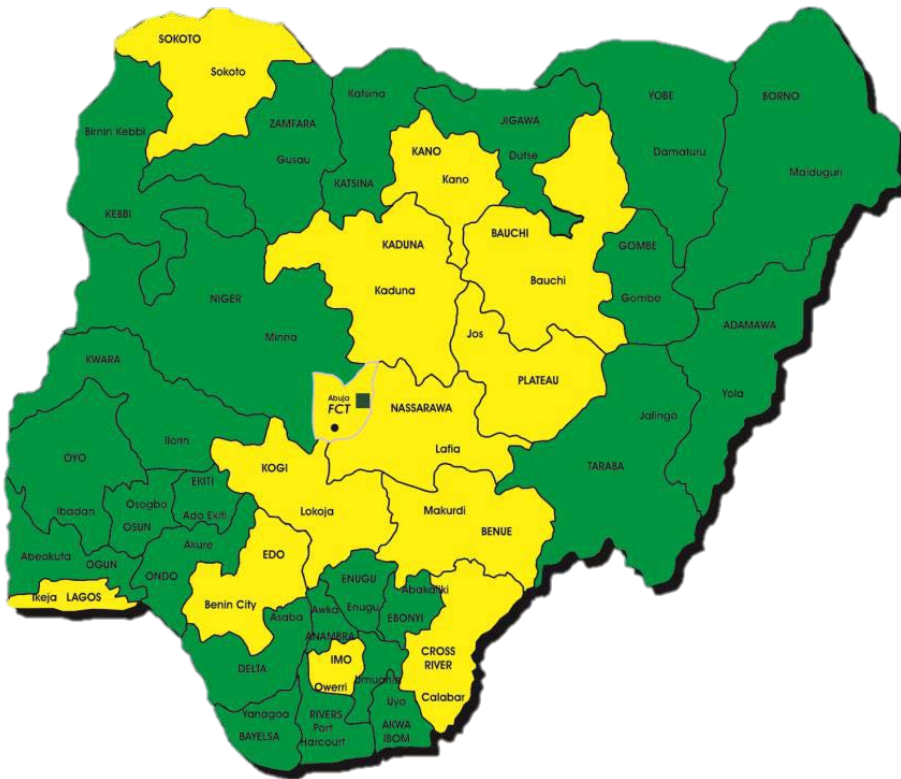 SOKOTO
Sokoto
Katsina
YOBE
BORNO
Birnin Kebbi
ZAMFARA
JIGAWA
Gusau
KANO
Dutse
Damaturu
Kano
Maiduguri
KATSINA
KEBBI
BAUCHI
KADUNA
GOMBE
Bauchi
Kaduna
NIGER
Gombe
ADAMAWA
Minna
Jos
KWARA
PLATEAU
Yola
Abuja
FCT
NASSARAWA
Jalingo
Ilorin
Lafia
OYO
KOGI
TARABA
EKITI
Ibadan
Osogbo
Ado Ekiti
Lokoja
Makurdi
OSUN
BENUE
Akure
EDO
Abeokuta
OGUN
ONDO
ENUGU
Abakaliki
Ikeja LAGOS
Benin City
Awka
Enugu
Asaba
EBONYI
ANAMBRA
CROSS
RIVER
IMO
DELTA
Owerri
Calabar
Uyo
Yanagoa
RIVERS
Port
Harcourt
AKWA
IBOM
BAYELSA